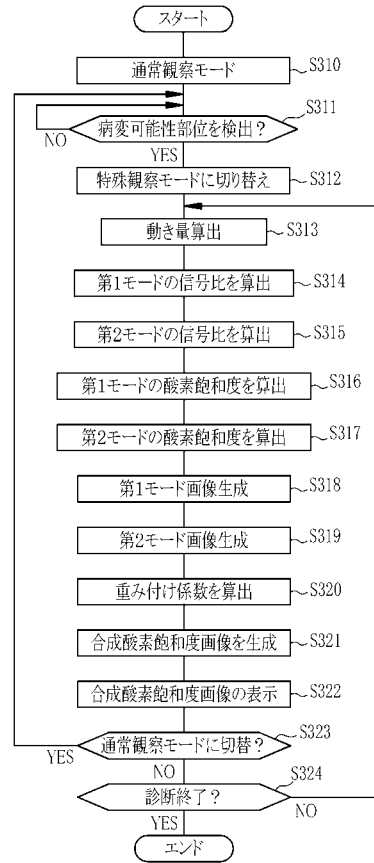 スタート
通常観察モード
S310
病変可能性部位を検出？
S311
NO
YES
特殊観察モードに切り替え
S312
動き量算出
S313
第1モードの信号比を算出
S314
第2モードの信号比を算出
S315
第1モードの酸素飽和度を算出
S316
第2モードの酸素飽和度を算出
S317
第1モード画像生成
S318
第2モード画像生成
S319
重み付け係数を算出
S320
合成酸素飽和度画像を生成
S321
合成酸素飽和度画像の表示
S322
通常観察モードに切替？
S323
YES
NO
診断終了？
S324
NO
YES
エンド